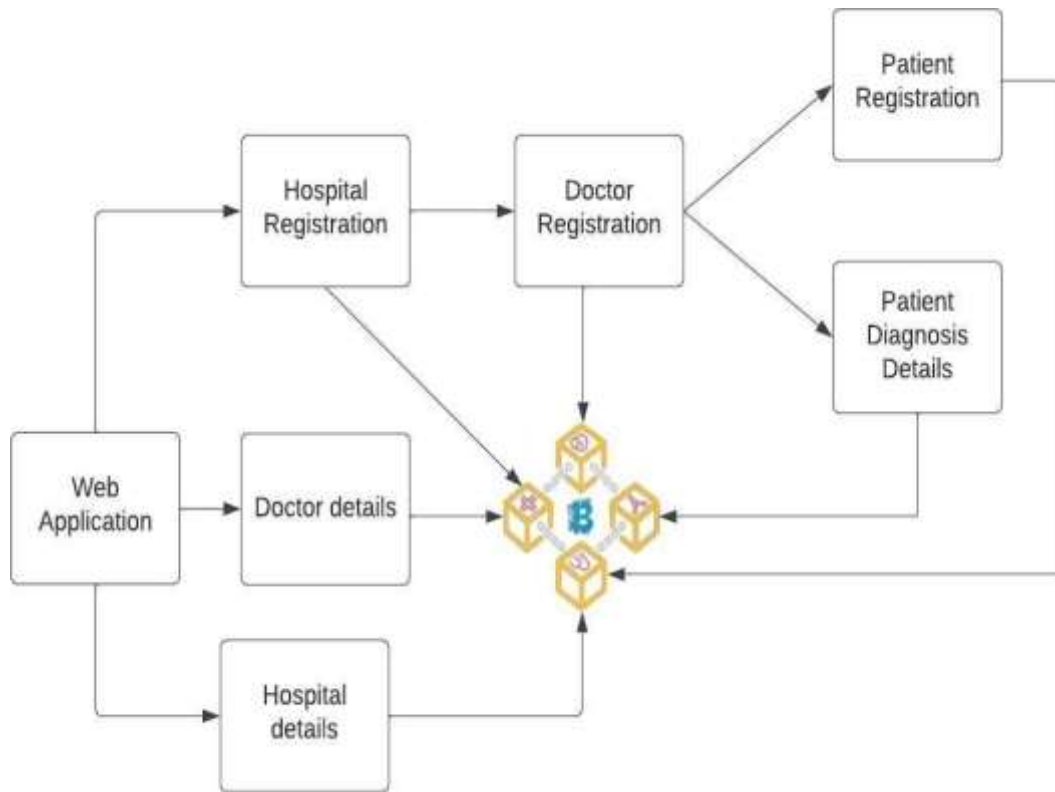 Patient
Registration
Hospital
Registration
Doctor
Registration
Patient
Diagnosis
Details
Web
Application
Doctor details
Hospital
details